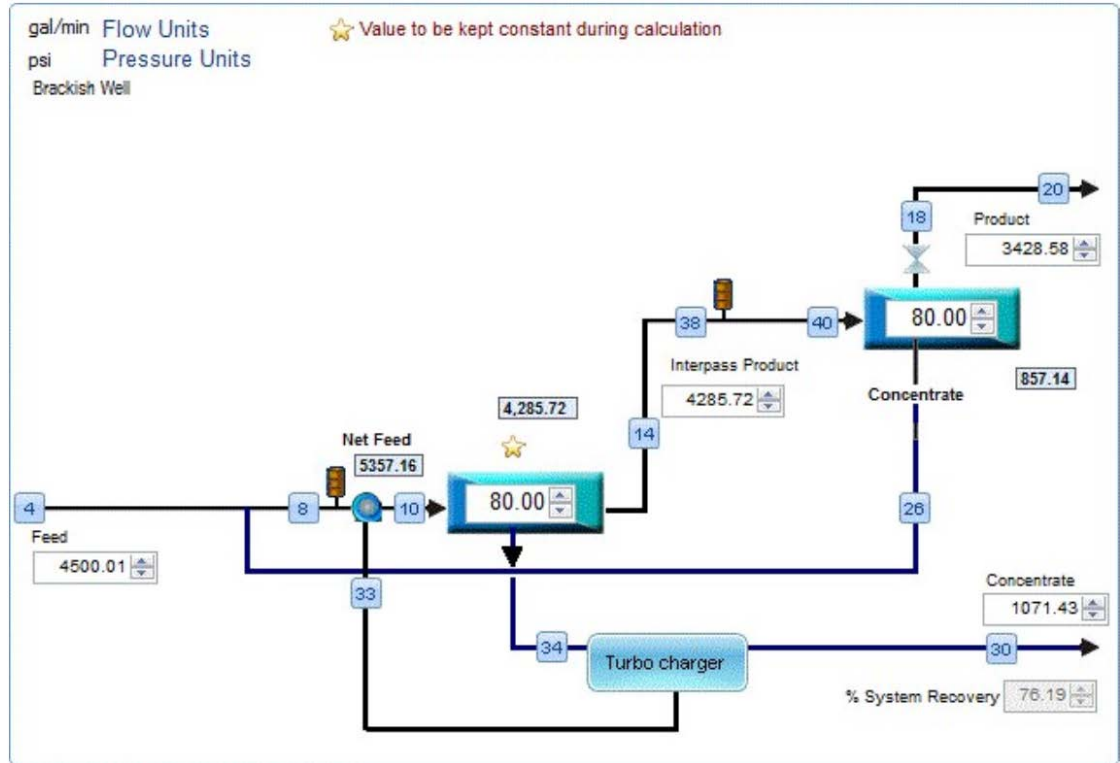 gal/min Flow Units
Value to be kept constant during calculation
psi Pressure Units
Brackish Well
20
18
Product
3428.58
38
40
80.00
Interpass Product
857.14
4285.72
Concentrate
4,285.72
14
Net Feed
5357.16
4
8
10
80.00
26
Feed
4500.01
Concentrate
33
1071.43
34
30
Turbo charger
% System Recovery 76.19